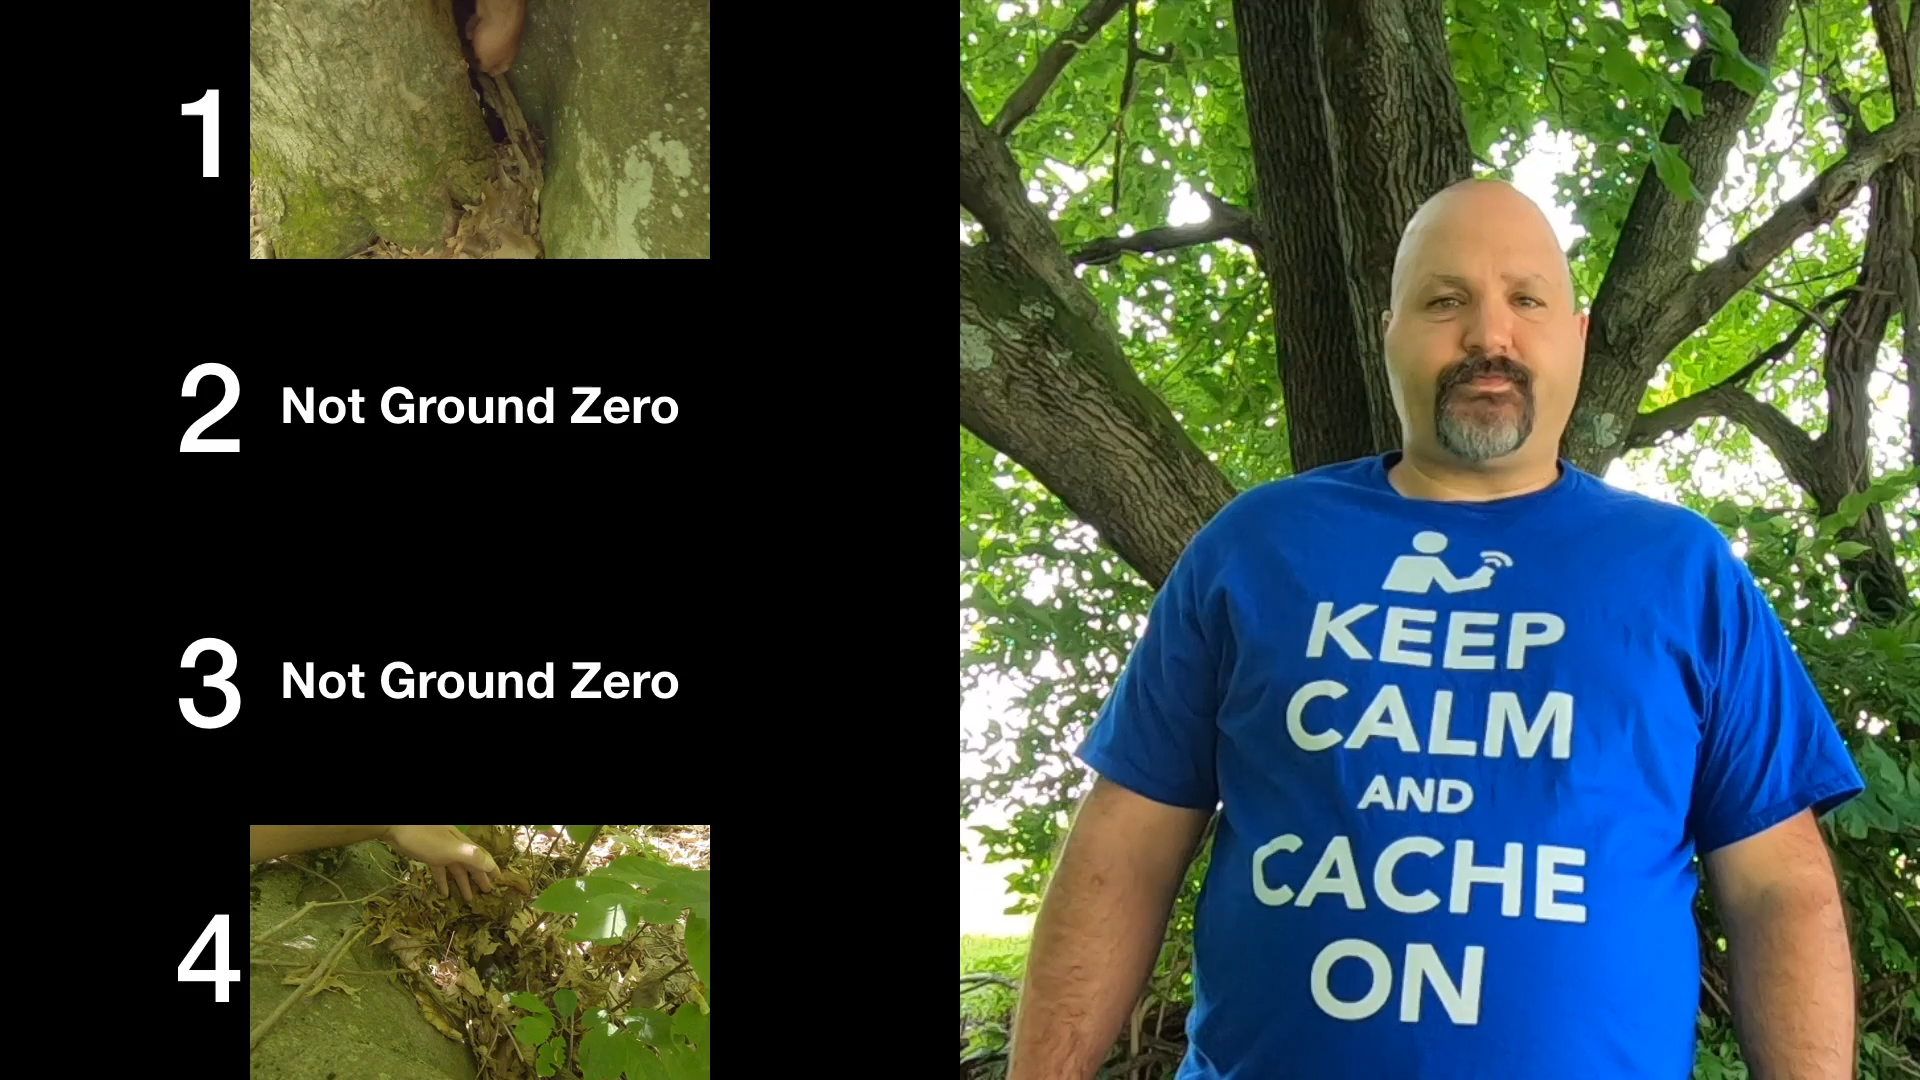 1
2 Not Ground Zero
3 Not Ground Zero
4
KEEP
CALM
AND
CACHE
ON